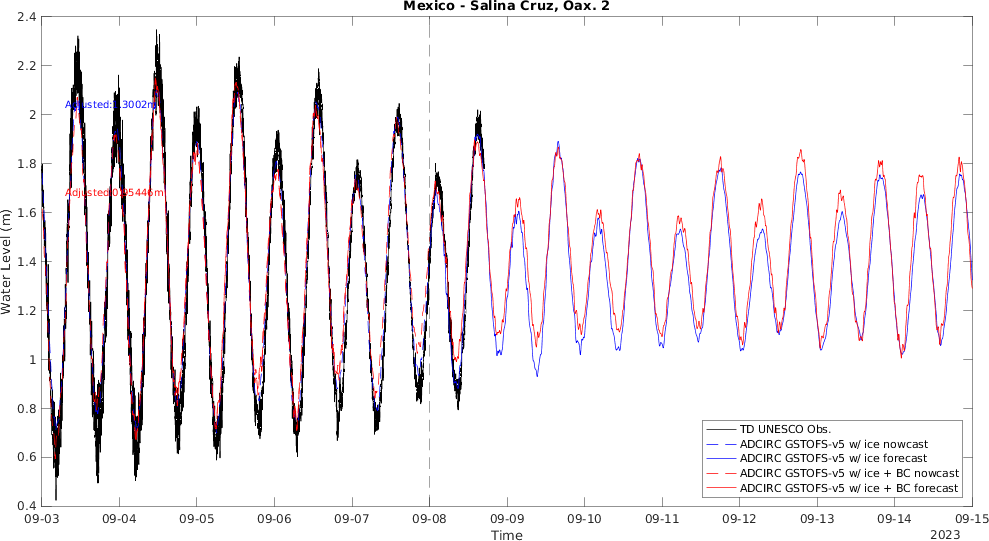 Mexico - Salina Cruz, Oax. 2
Water Level (m)
2.4
2.2
2
1.8
1.6
1.4
1.2
1
0.8
0.6
0.4
Adjusted: .3002m
Adjusted:0.05446m
TD UNESCO Obs.
ADCIRC GSTOFS-v5 w/ ice nowcast
ADCIRC GSTOFS-v5 w/ ice forecast
ADCIRC GSTOFS-v5 w/ ice + BC nowcast
ADCIRC GSTOFS-v5 w/ ice + BC forecast
09-03 09-04 09-05 09-06 09-07 09-08 09-09 09-10 09-11 09-12 09-13 09-14 09-15
Time
2023